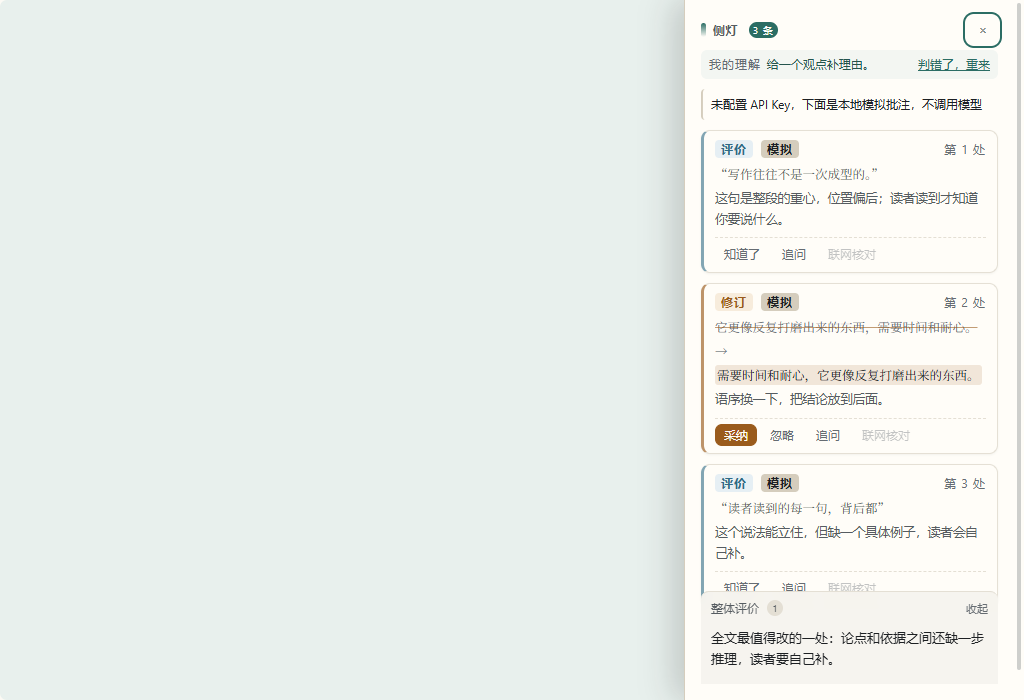 侧灯 3 条 ×
我的理解 给一个观点补理由。 判错了，重来
未配置 API Key，下面是本地模拟批注，不调用模型
评价 模拟 第 1 处
“写作往往不是一次成型的。”
这句是整段的重心，位置偏后；读者读到才知道
你要说什么。
知道了 追问 联网核对
修订 模拟 第 2 处
它更像反复打磨出来的东西，需要时间和耐心。
→
需要时间和耐心，它更像反复打磨出来的东西。
语序换一下，把结论放到后面。
采纳 忽略 追问 联网核对
评价 模拟 第 3 处
“读者读到的每一句，背后都”
这个说法能立住，但缺一个具体例子，读者会自
己补。
知道了 追问 联网核对
整体评价 1 收起
全文最值得改的一处：论点和依据之间还缺一步
推理，读者要自己补。